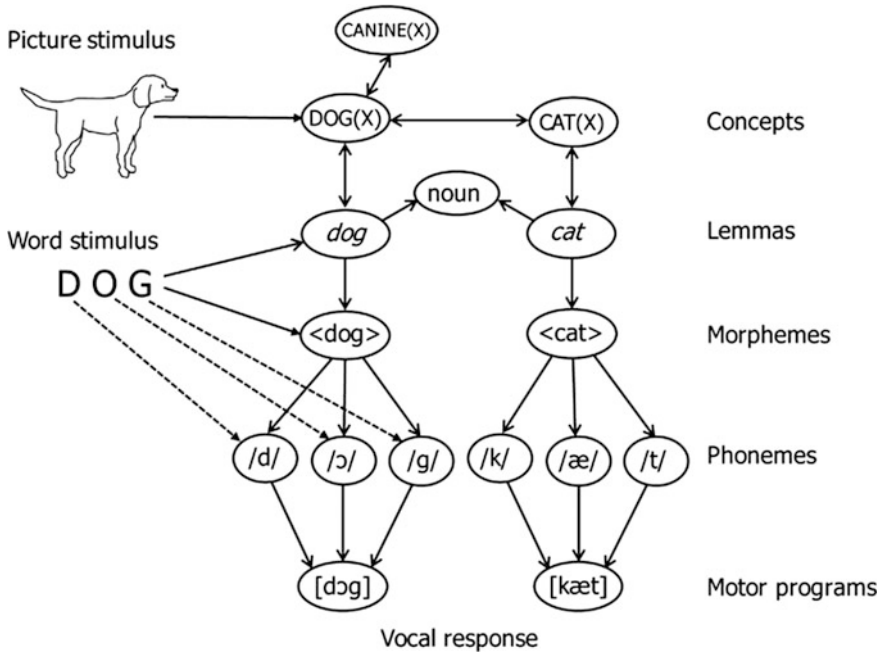 CANINE(X)
Picture stimulus
DOG(X)
CAT(X)
Concepts
noun
dog
cat
Lemmas
Word stimulus
DOG
<dog>
<cat>
Morphemes
/d/
/ɔ/
/g/
/k/
/æ/
/t/
Phonemes
[dɔg]
[kæt]
Motor programs
Vocal response